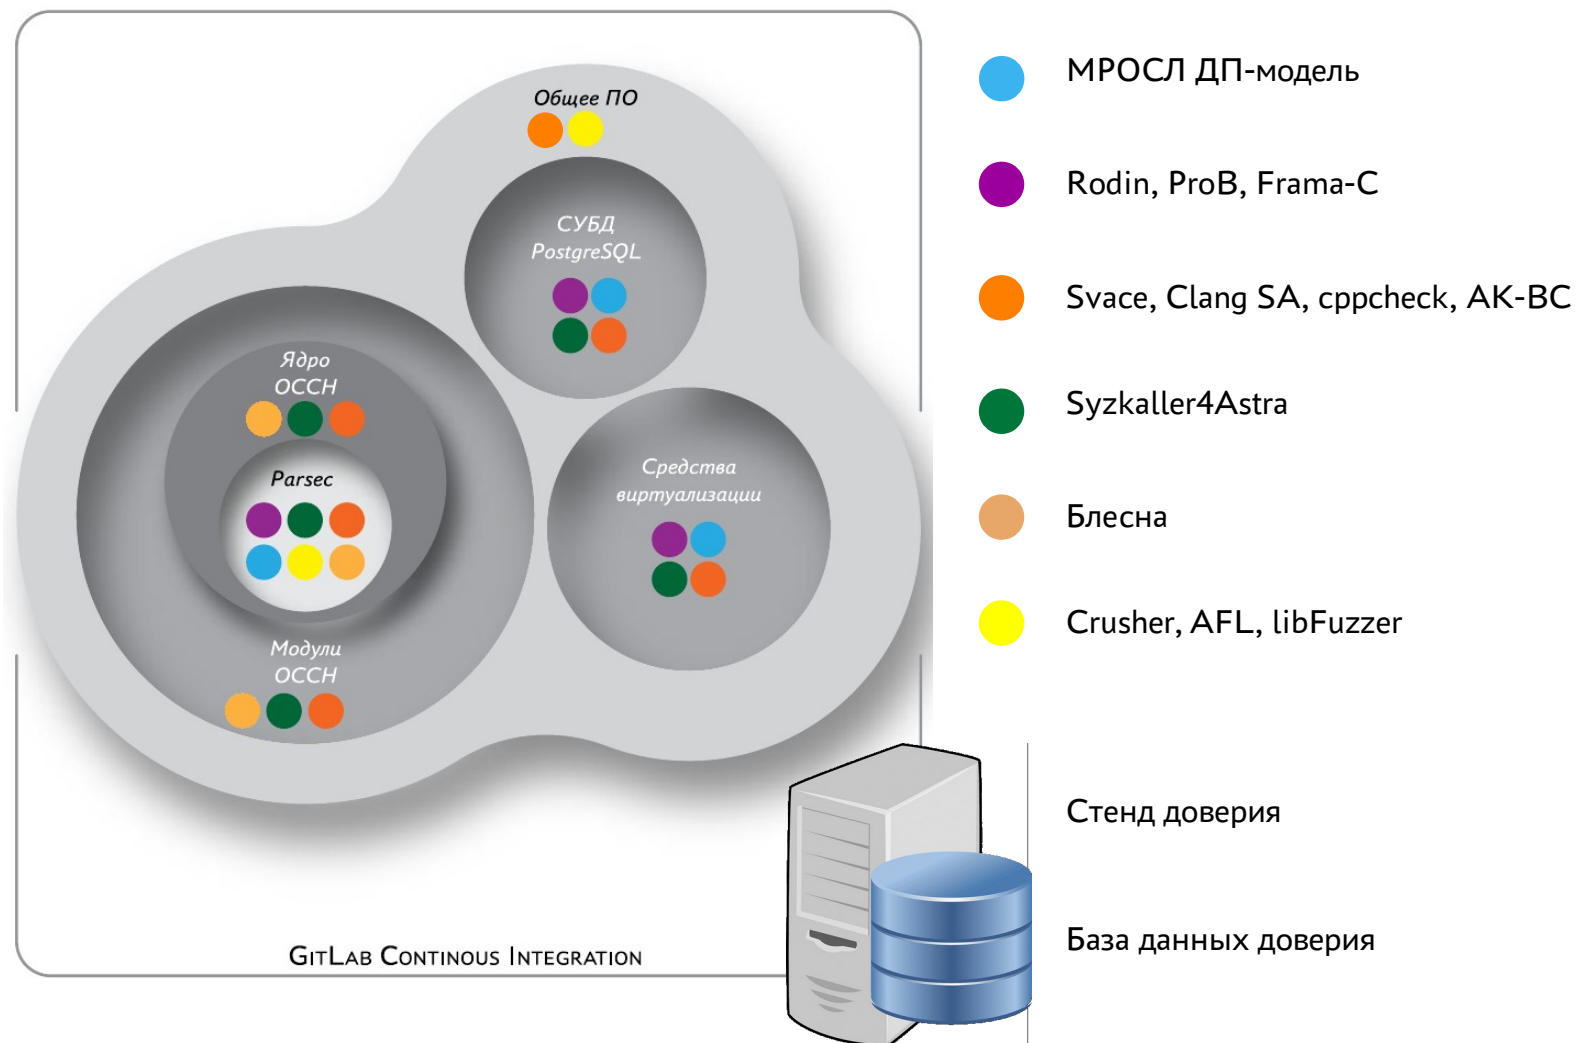 Общее ПО
СУБД
PostgreSQL
Ядро
ОССН
Parsec
Средства
виртуализации
Модули
ОССН
GitLab Continous Integration
МРОСЛ ДП-модель
Rodin, ProB, Frama-C
Svace, Clang SA, cppcheck, АК-ВС
Syzkaller4Astra
Блесна
Crusher, AFL, libFuzzer
Стенд доверия
База данных доверия